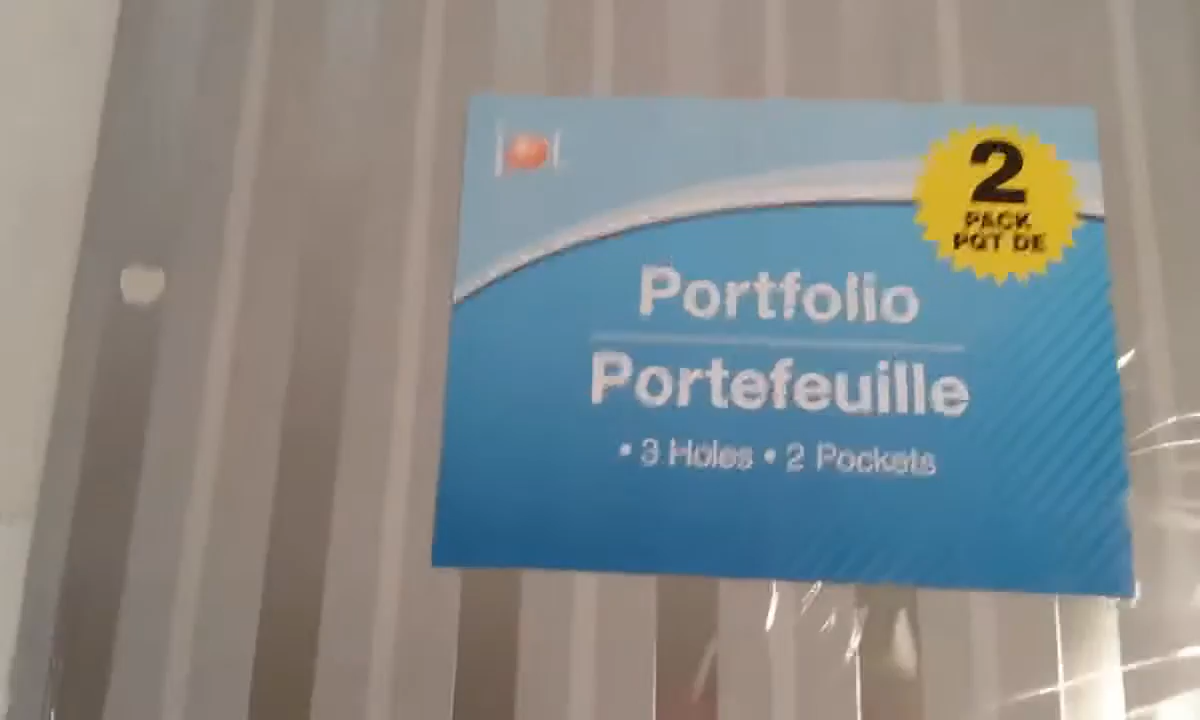 2
PACK
PQT DE
Portfolio
Portefeuille
• 3 Holes • 2 Pockets